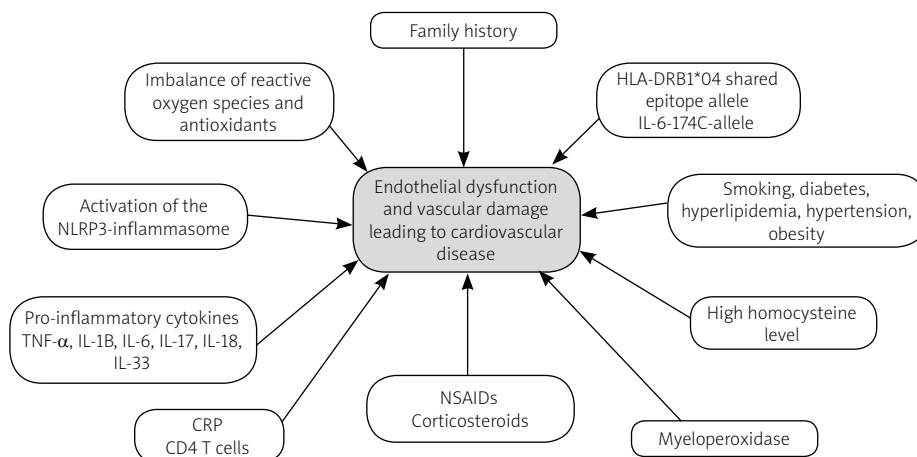 Family history
Imbalance of reactive
oxygen species and
antioxidants
HLA-DRB1*04 shared
epitope allele
IL-6-174C-allele
Endothelial dysfunction
and vascular damage
leading to cardiovascular
disease
Activation of the
NLRP3-inflammasome
Smoking, diabetes,
hyperlipidemia, hypertension,
obesity
Pro-inflammatory cytokines
TNF-α, IL-1B, IL-6, IL-17, IL-18,
IL-33
High homocysteine
level
CRP
CD4 T cells
NSAIDs
Corticosteroids
Myeloperoxidase